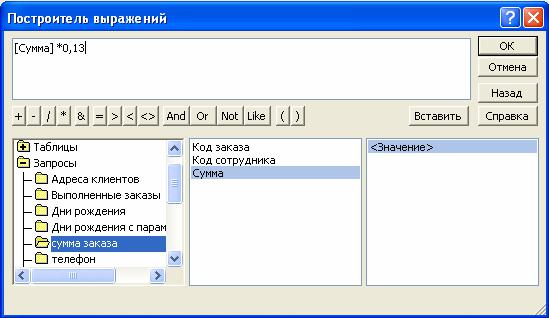 Построитель выражений
[Сумма] *0,13
ОК
Отмена
Назад
Справка
+ - / * & = > < <> And Or Not Like ( )
Вставить
Таблицы
Запросы
Адреса клиентов
Выполненные заказы
Дни рождения
Дни рождения с парам
сумма заказа
телефон
Код заказа
Код сотрудника
Сумма
<Значение>